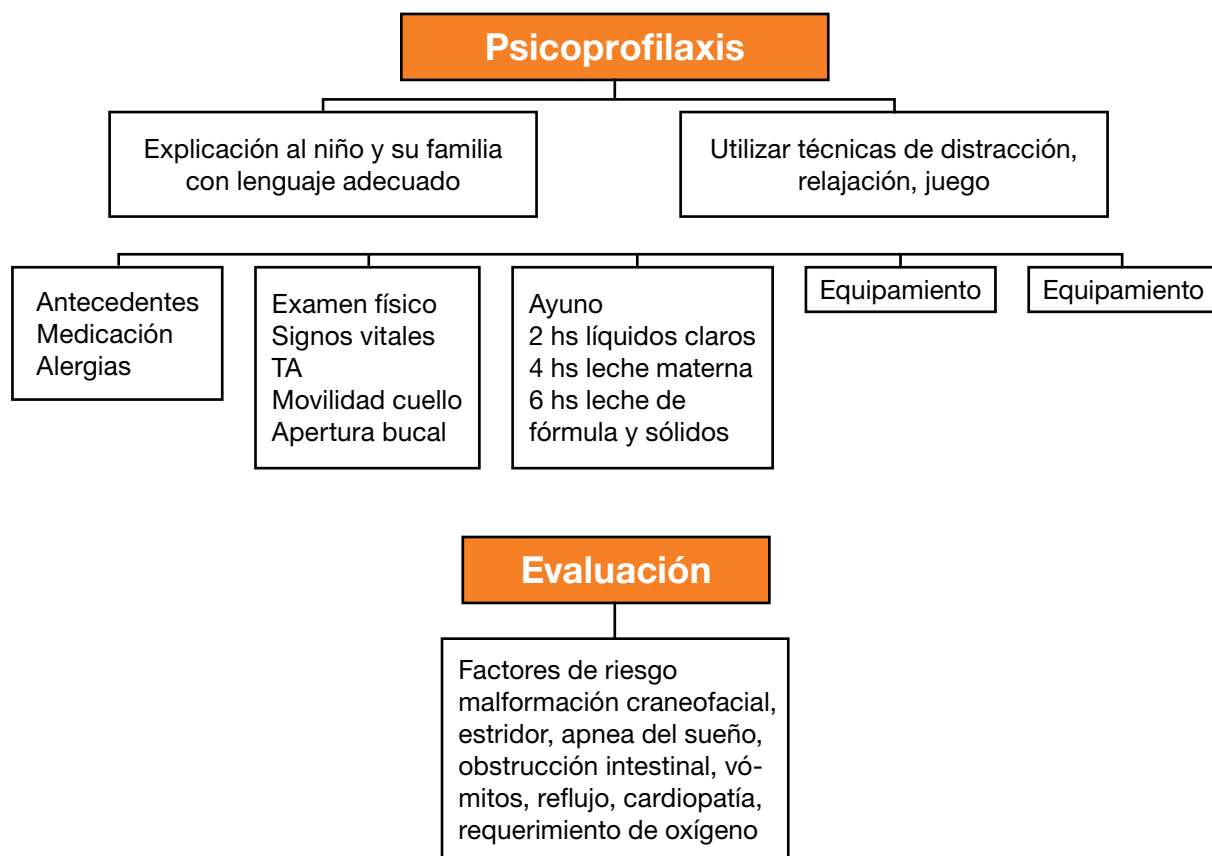 Psicoprofilaxis
Explicación al niño y su familia
con lenguaje adecuado
Utilizar técnicas de distracción,
relajación, juego
Antecedentes
Medicación
Alergias
Examen físico
Signos vitales
TA
Movilidad cuello
Apertura bucal
Ayuno
2 hs líquidos claros
4 hs leche materna
6 hs leche de
fórmula y sólidos
Equipamiento
Equipamiento
Evaluación
Factores de riesgo
malformación craneofacial,
estridor, apnea del sueño,
obstrucción intestinal, vó-
mitos, reflujo, cardiopatía,
requerimiento de oxígeno